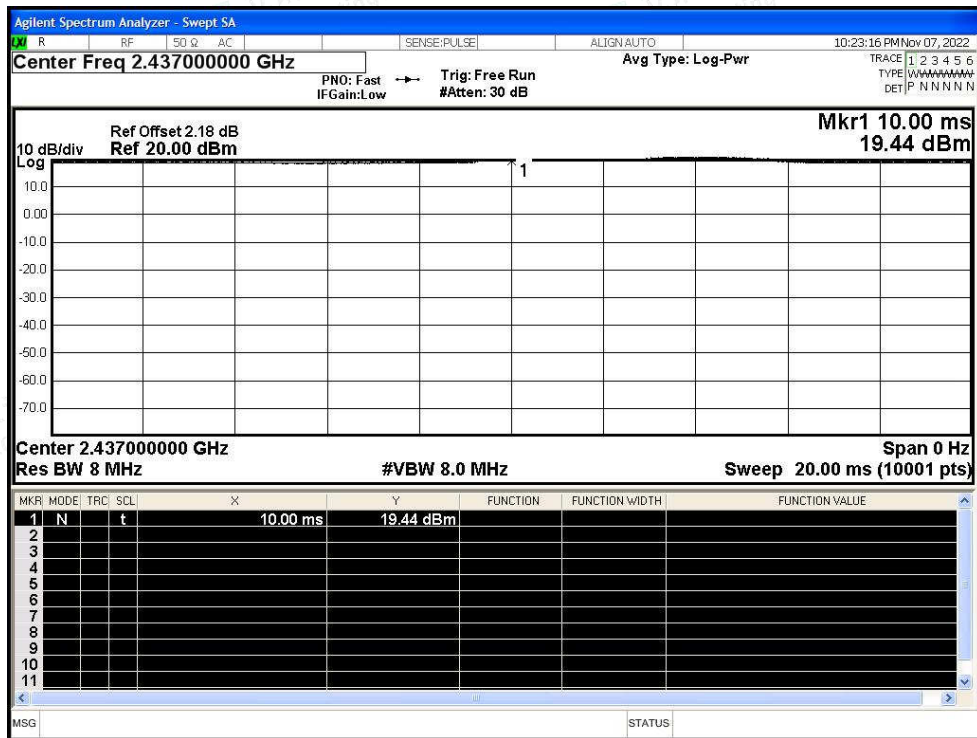 Agilent Spectrum Analyzer - Swept SA
LXI R RF 50 Ω AC SENSE:PULSE ALIGN AUTO 10:23:16 PM Nov 07, 2022
Center Freq 2.437000000 GHz Avg Type: Log-Pwr TRACE 1 2 3 4 5 6
PNO: Fast Trig: Free Run TYPE WWWWWW
IFGain:Low #Atten: 30 dB DET P N N N N N
Mkr1 10.00 ms
Ref Offset 2.18 dB
10 dB/div Ref 20.00 dBm 19.44 dBm
Log
1
10.0
0.00
-10.0
-20.0
-30.0
-40.0
-50.0
-60.0
-70.0
Center 2.437000000 GHz Span 0 Hz
Res BW 8 MHz #VBW 8.0 MHz Sweep 20.00 ms (10001 pts)
MKR MODE TRC SCL X Y FUNCTION FUNCTION WIDTH FUNCTION VALUE
1 N t 10.00 ms 19.44 dBm
2
3
4
5
6
7
8
9
10
11
MSG STATUS